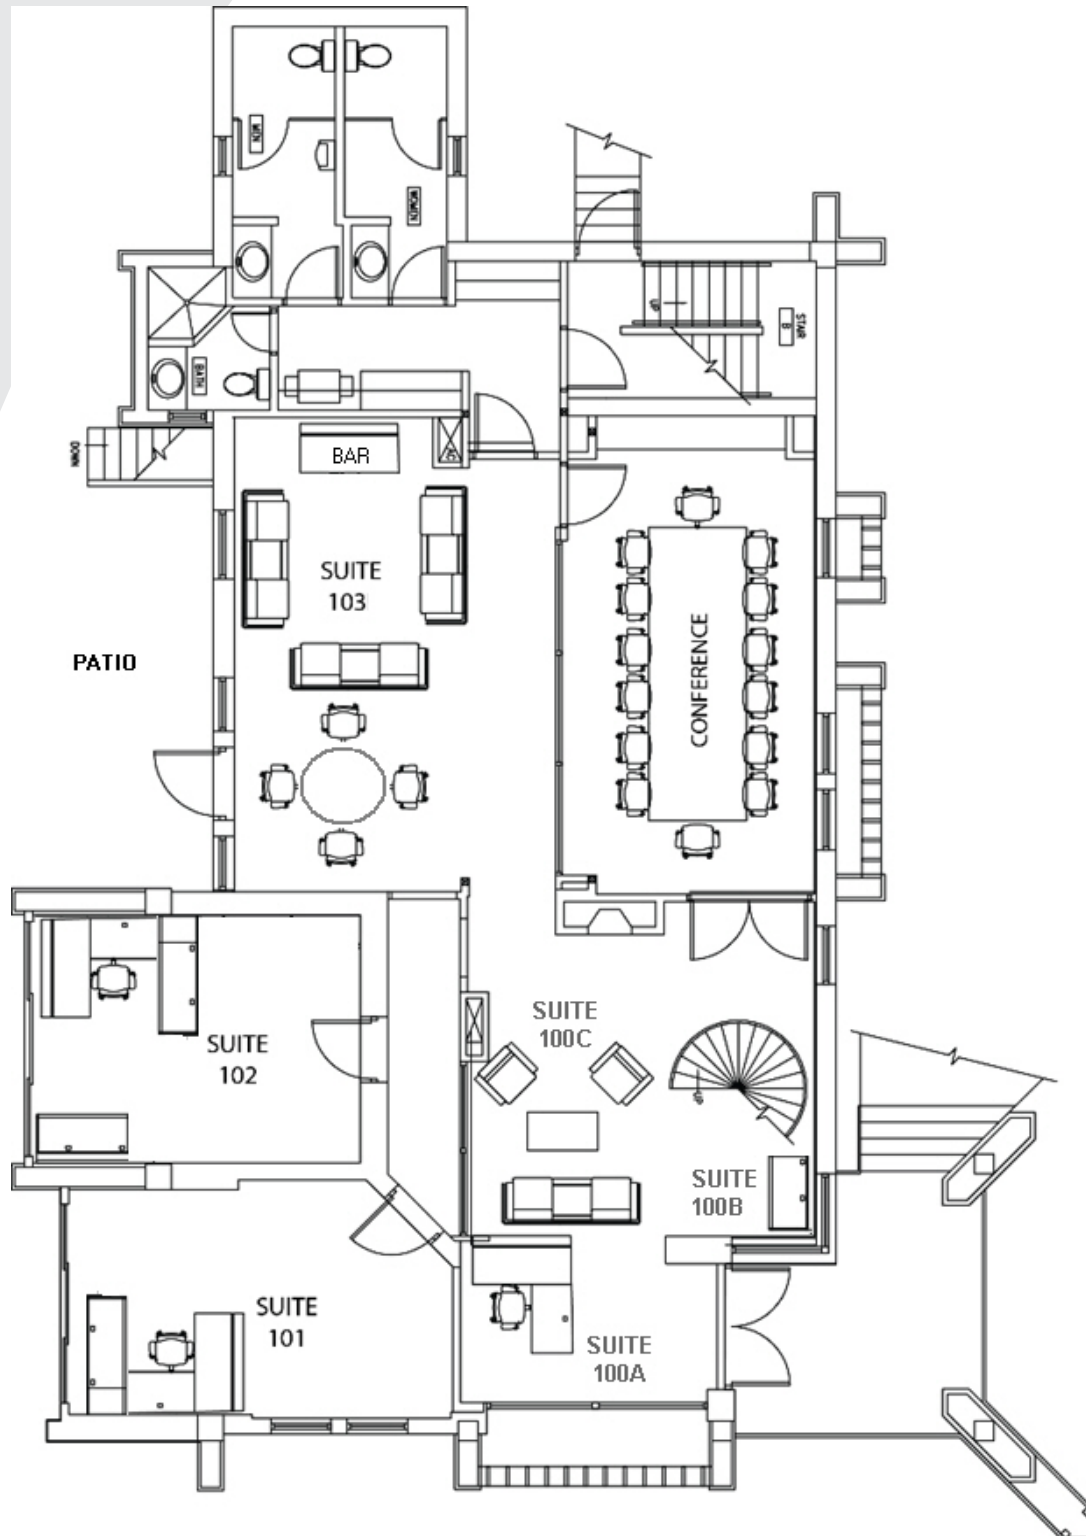 MEN
WOMEN
UP
STAIR
B
BATH
DOWN
BAR
AC
SUITE
103
CONFERENCE
PATIO
SUITE
102
SUITE
100C
UP
SUITE
100B
SUITE
101
SUITE
100A